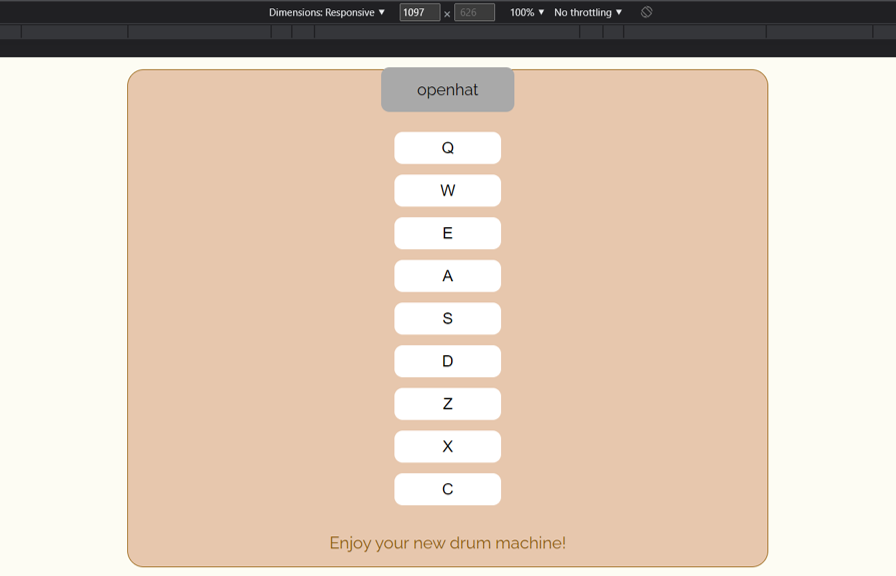 Dimensions: Responsive ▼ 1097 × 626 100% ▼ No throttling ▼
openhat
Q
W
E
A
S
D
Z
X
C
Enjoy your new drum machine!